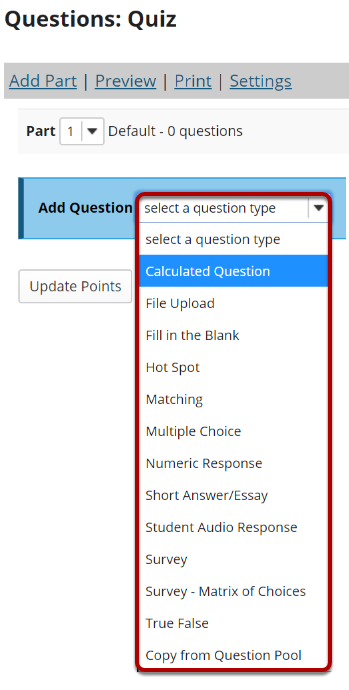 Questions: Quiz
Add Part | Preview | Print | Settings
Part 1 Default - 0 questions
Add Question select a question type
select a question type
Calculated Question
File Upload
Fill in the Blank
Hot Spot
Matching
Multiple Choice
Numeric Response
Short Answer/Essay
Student Audio Response
Survey
Survey - Matrix of Choices
True False
Copy from Question Pool
Update Points